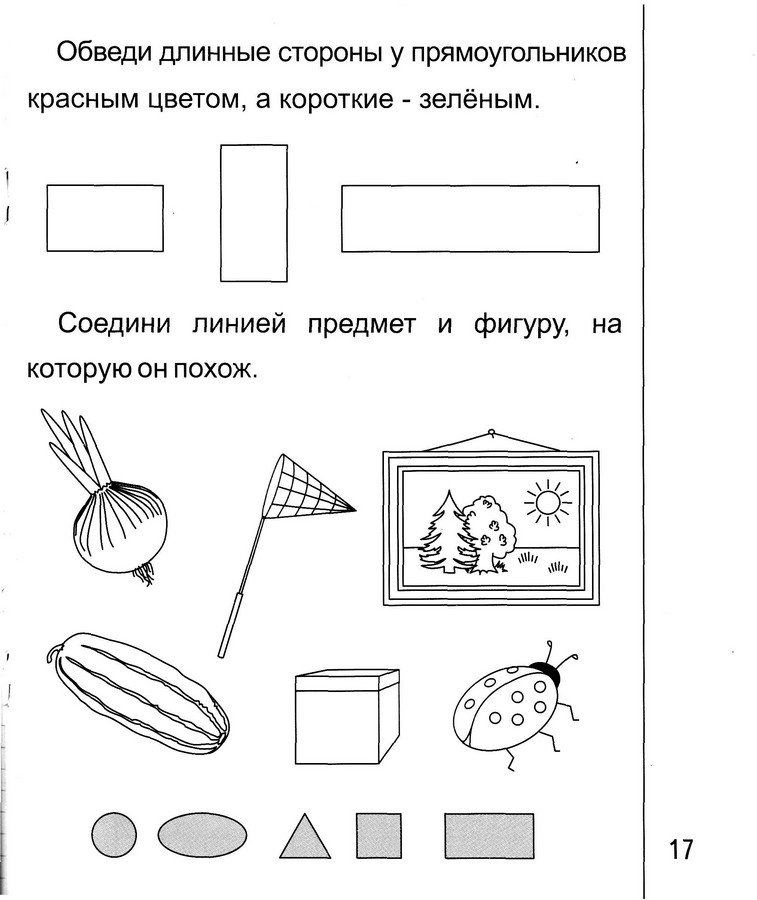 Обведи длинные стороны у прямоугольников
красным цветом, а короткие - зелёным.
Соедини линией предмет и фигуру, на
которую он похож.
17